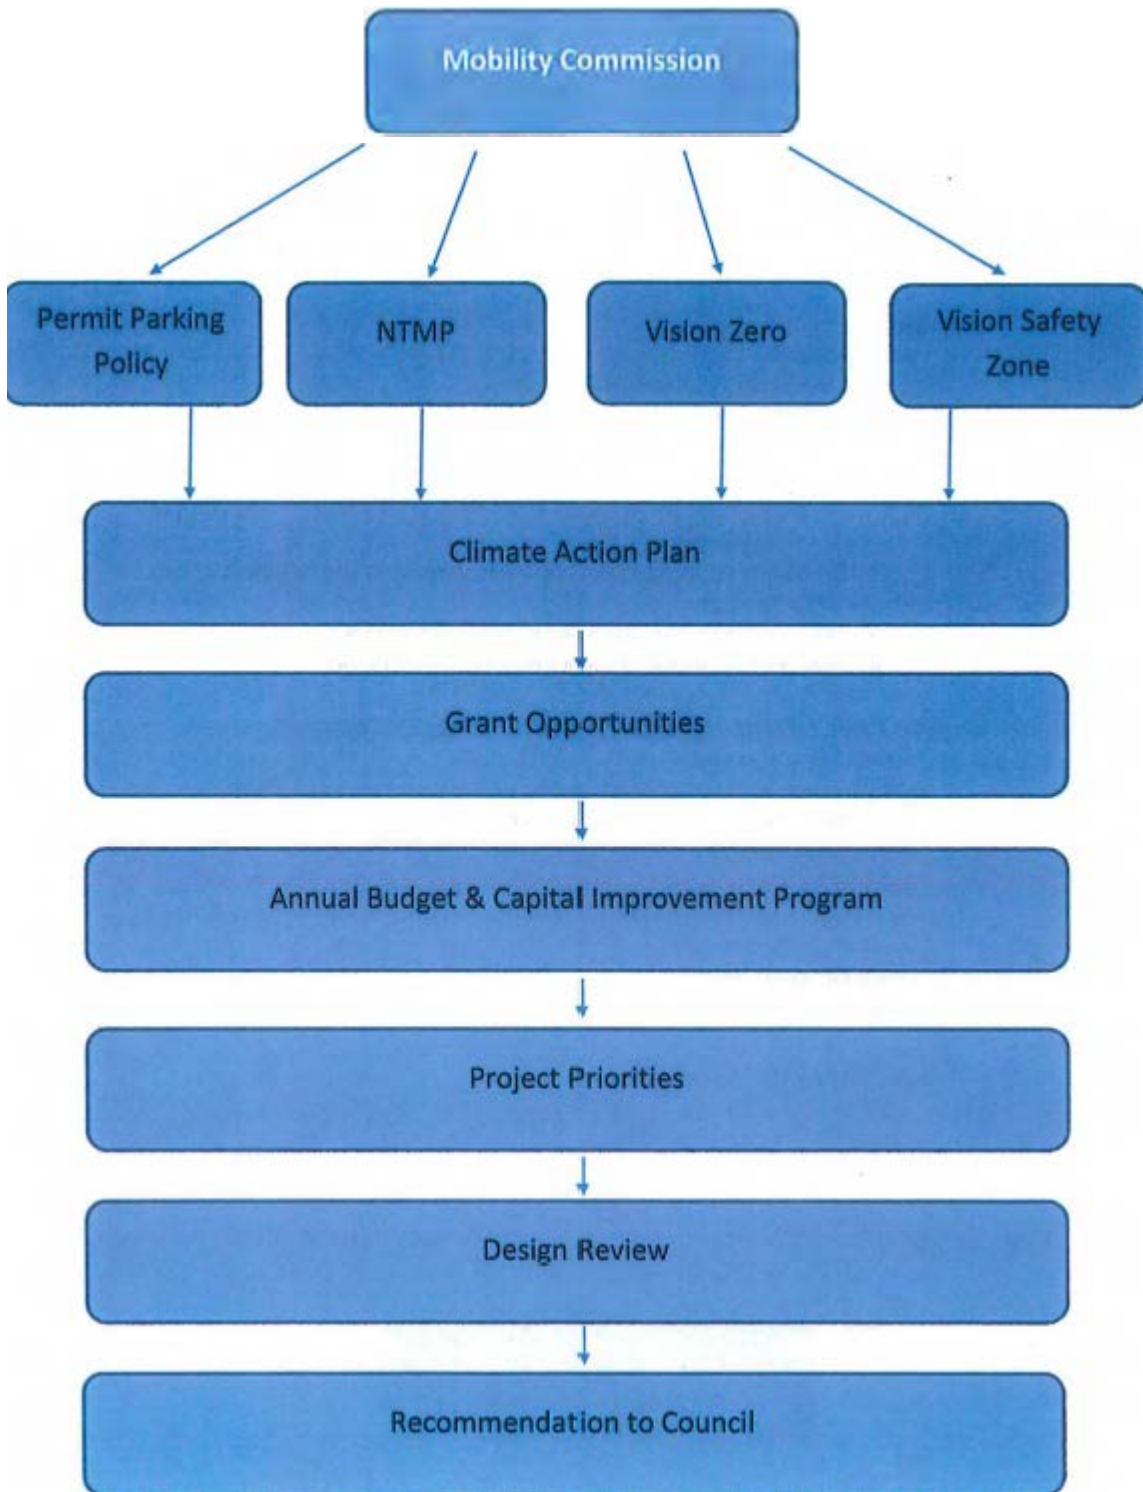 Mobility Commission
Permit Parking
Policy
NTMP
Vision Zero
Vision Safety
Zone
Climate Action Plan
Grant Opportunities
Annual Budget & Capital Improvement Program
Project Priorities
Design Review
Recommendation to Council